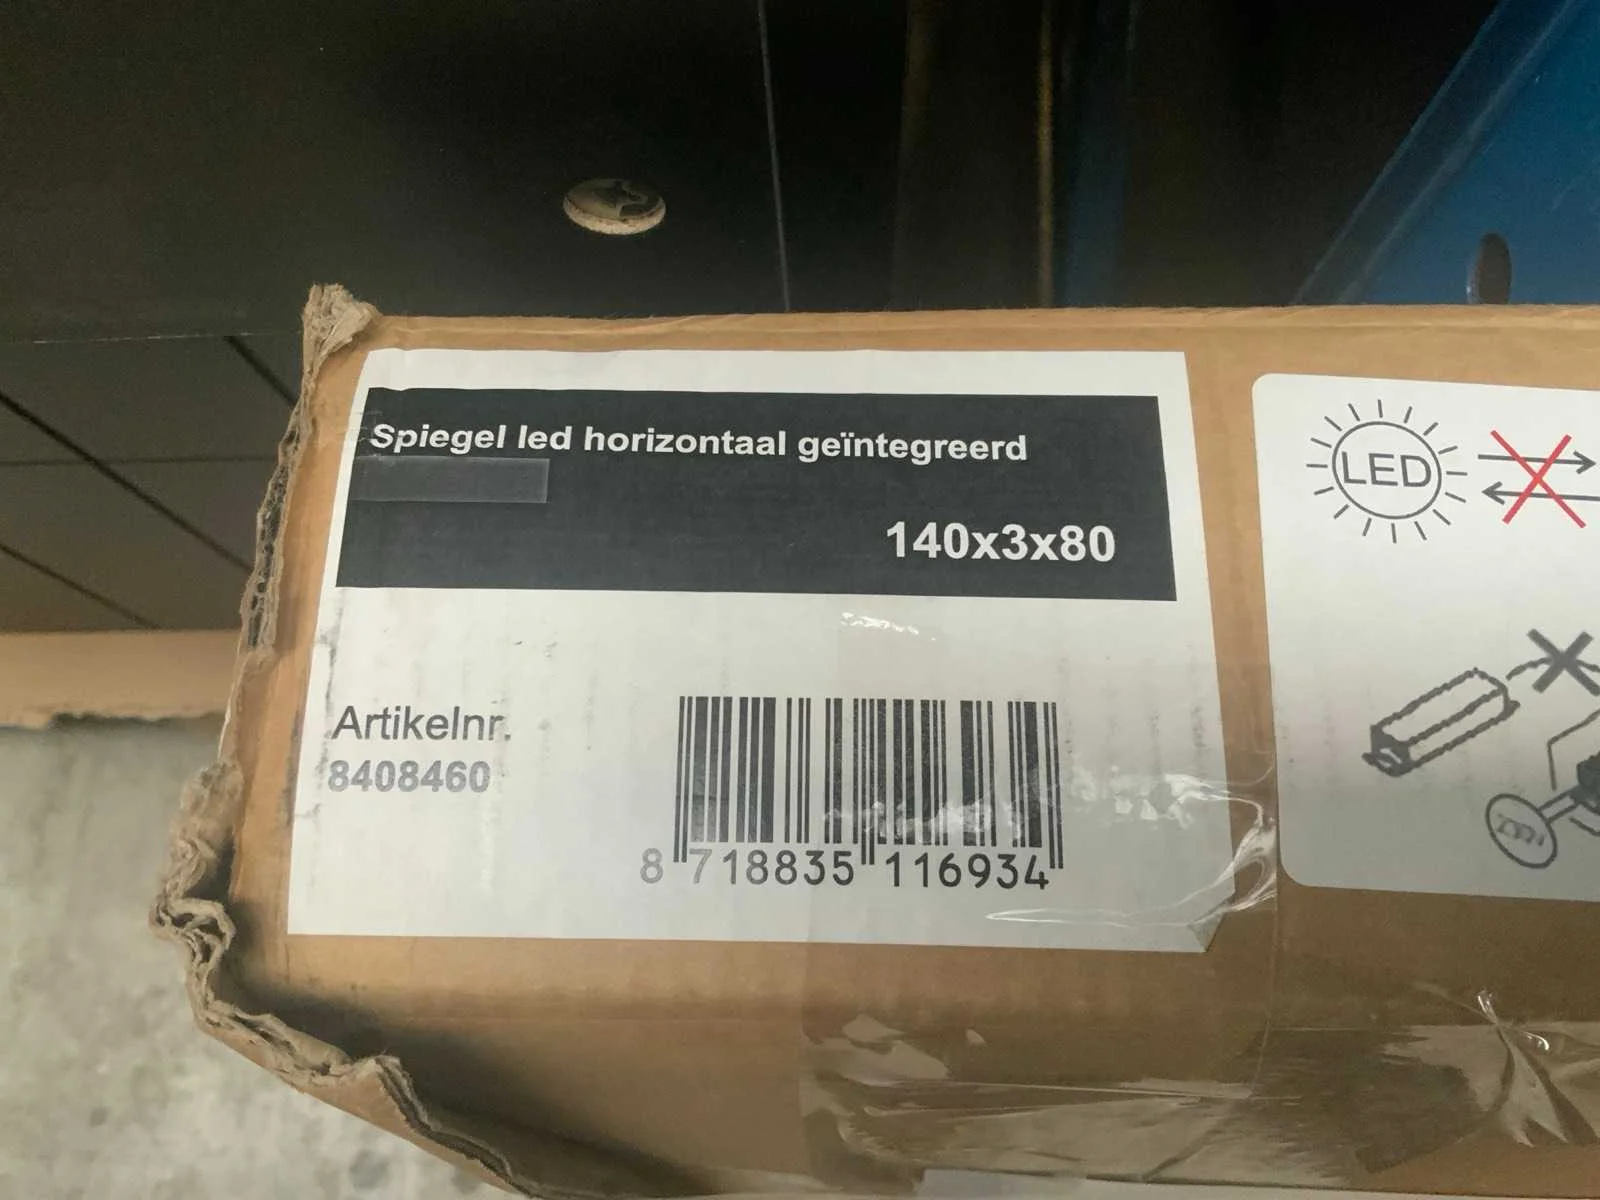 Spiegel led horizontaal geïntegreerd
140x3x80
Artikelnr.
8408460
8 718835 116934
LED